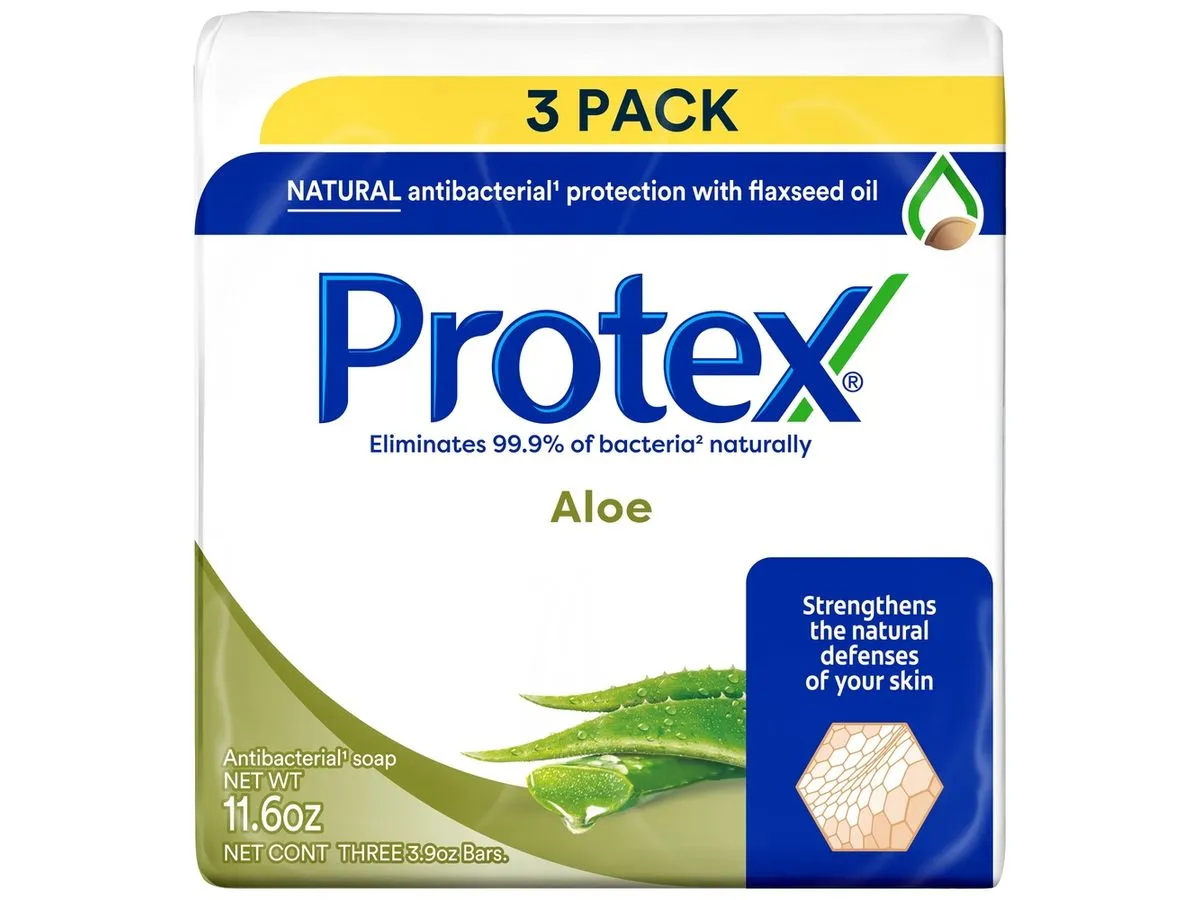 3 PACK
NATURAL antibacterial¹ protection with flaxseed oil
Protex®
Eliminates 99.9% of bacteria² naturally
Aloe
Strengthens
the natural
defenses
of your skin
Antibacterial¹ soap
NET WT
11.6oz
NET CONT THREE 3.9oz Bars.